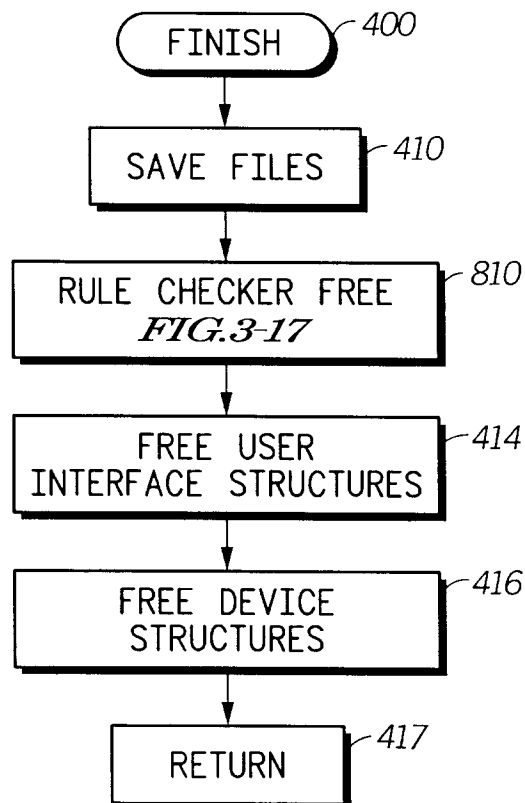 FINISH 400
SAVE FILES 410
RULE CHECKER FREE 810
FIG.3-17
FREE USER 414
INTERFACE STRUCTURES
FREE DEVICE 416
STRUCTURES
RETURN 417